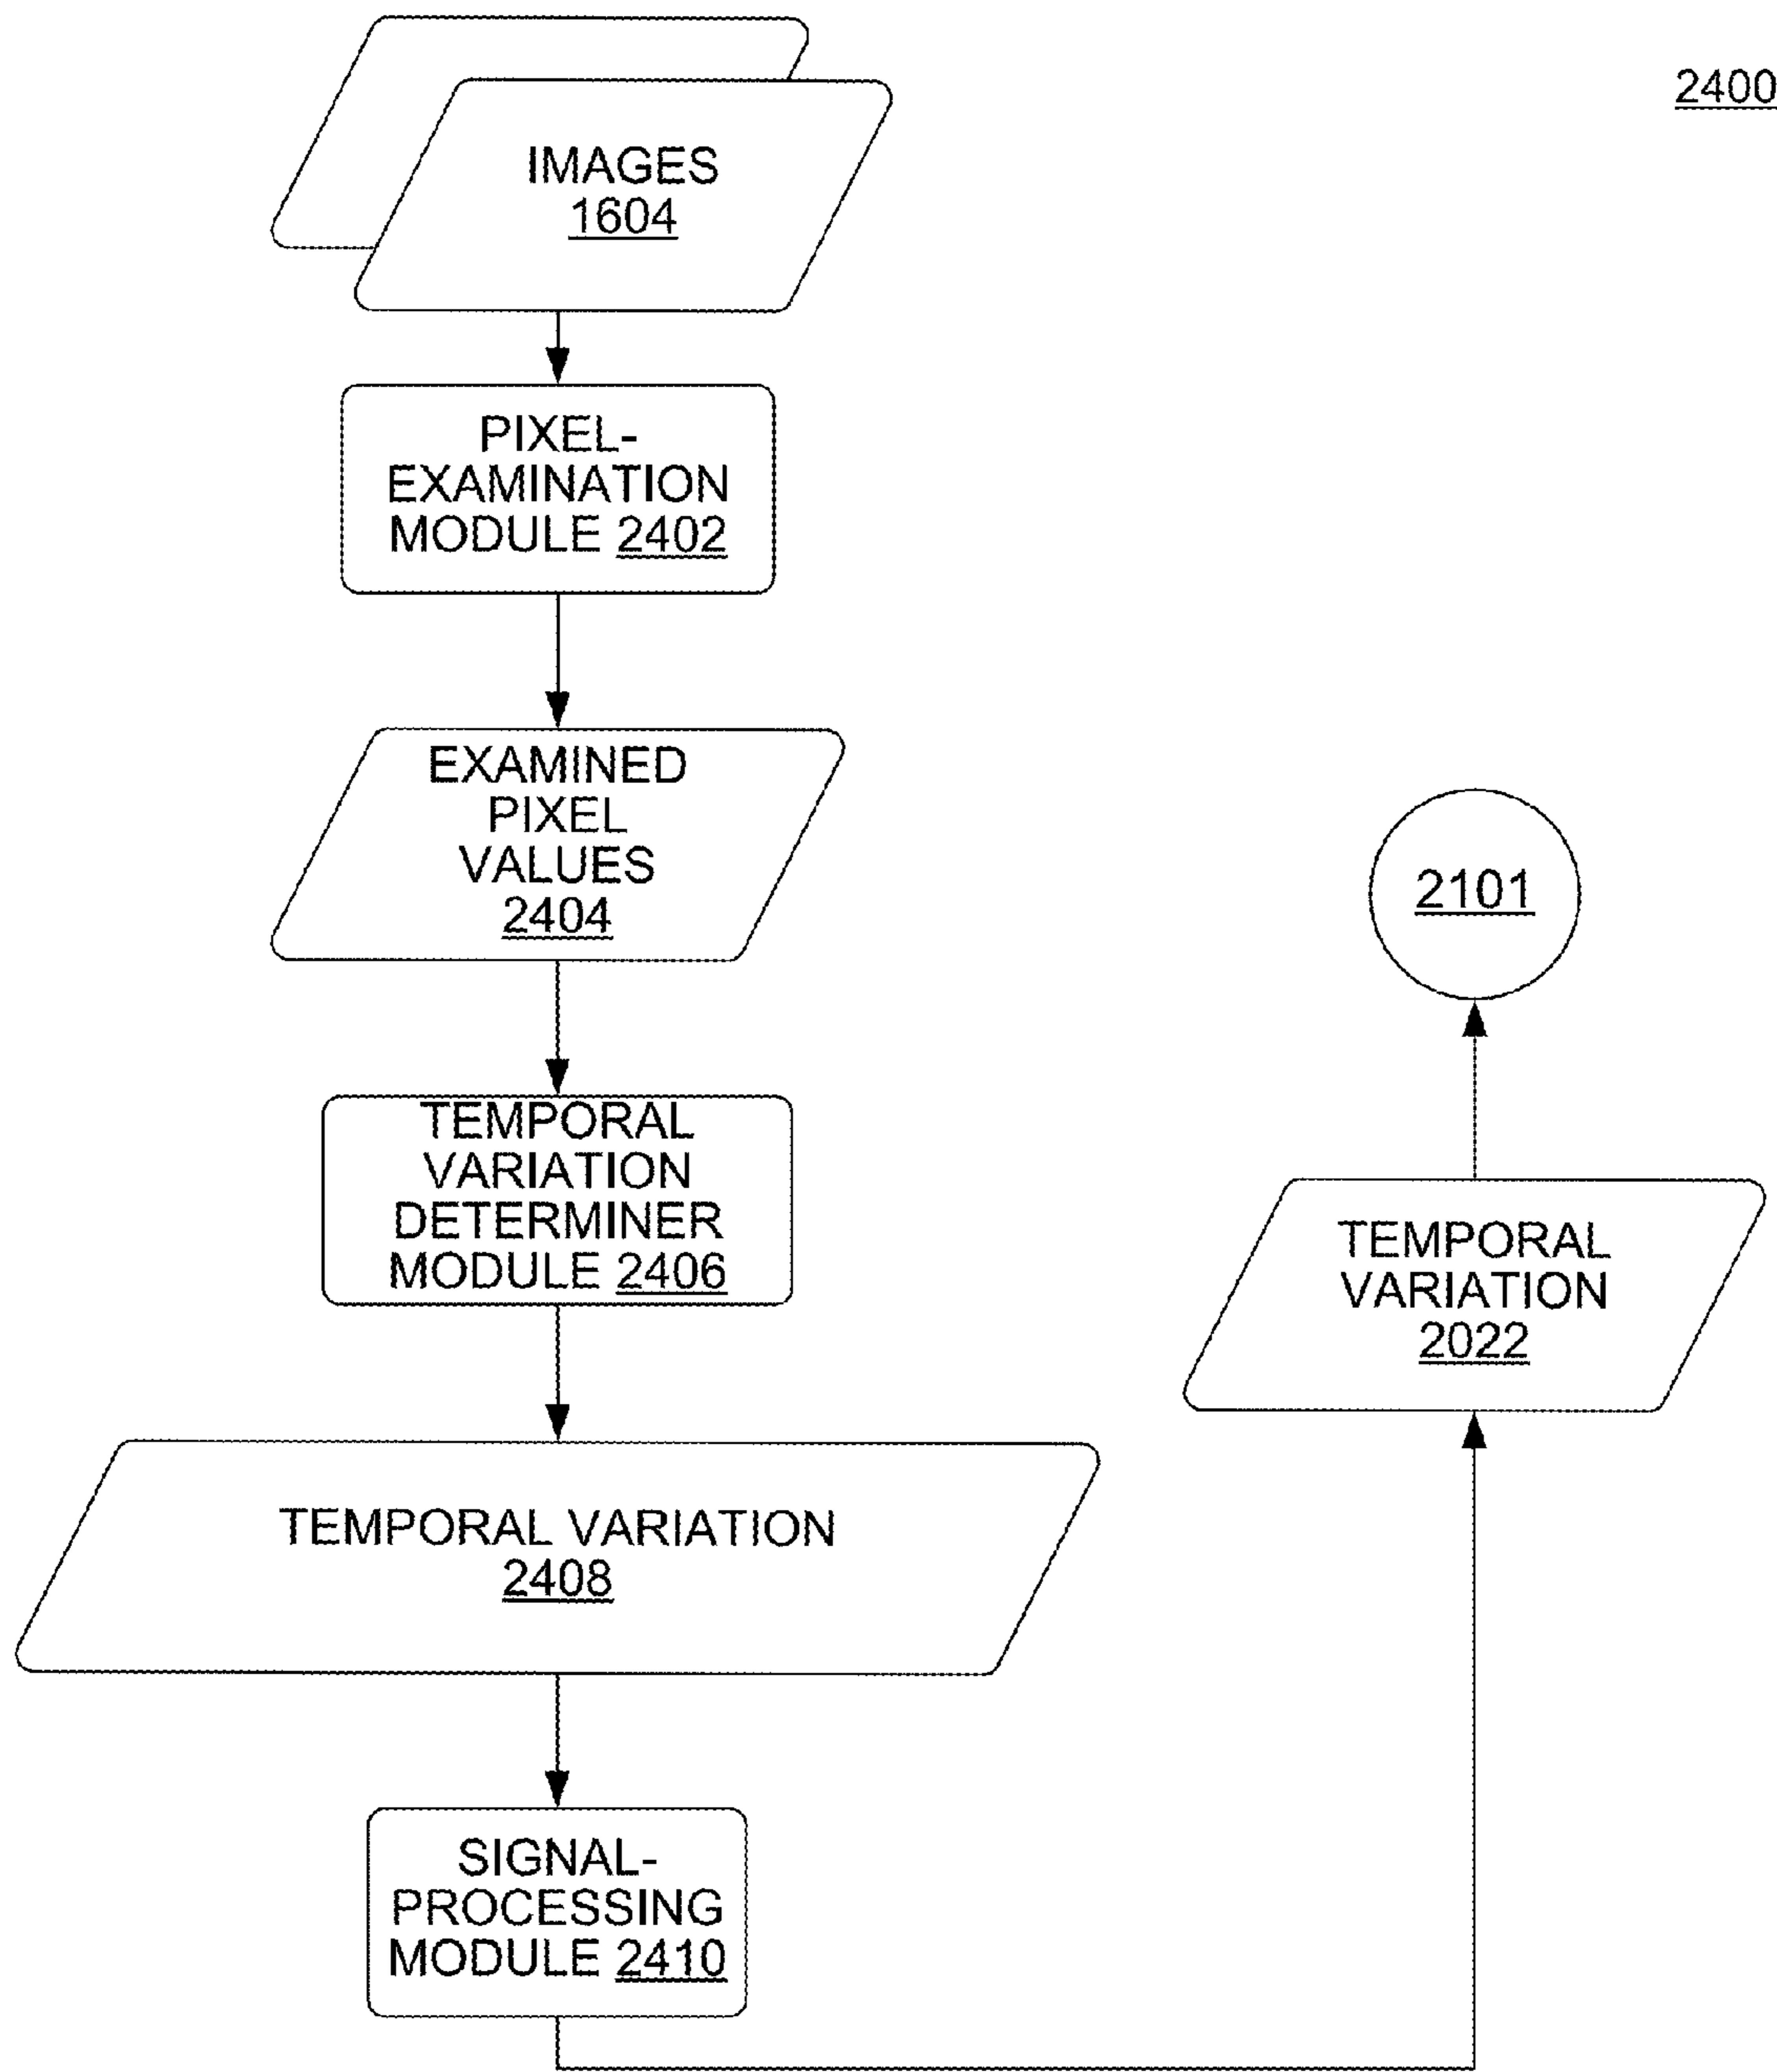 2400
IMAGES
1604
PIXEL-
EXAMINATION
MODULE 2402
EXAMINED
PIXEL
VALUES
2404
TEMPORAL
VARIATION
DETERMINER
MODULE 2406
TEMPORAL VARIATION
2408
SIGNAL-
PROCESSING
MODULE 2410
TEMPORAL
VARIATION
2022
2101